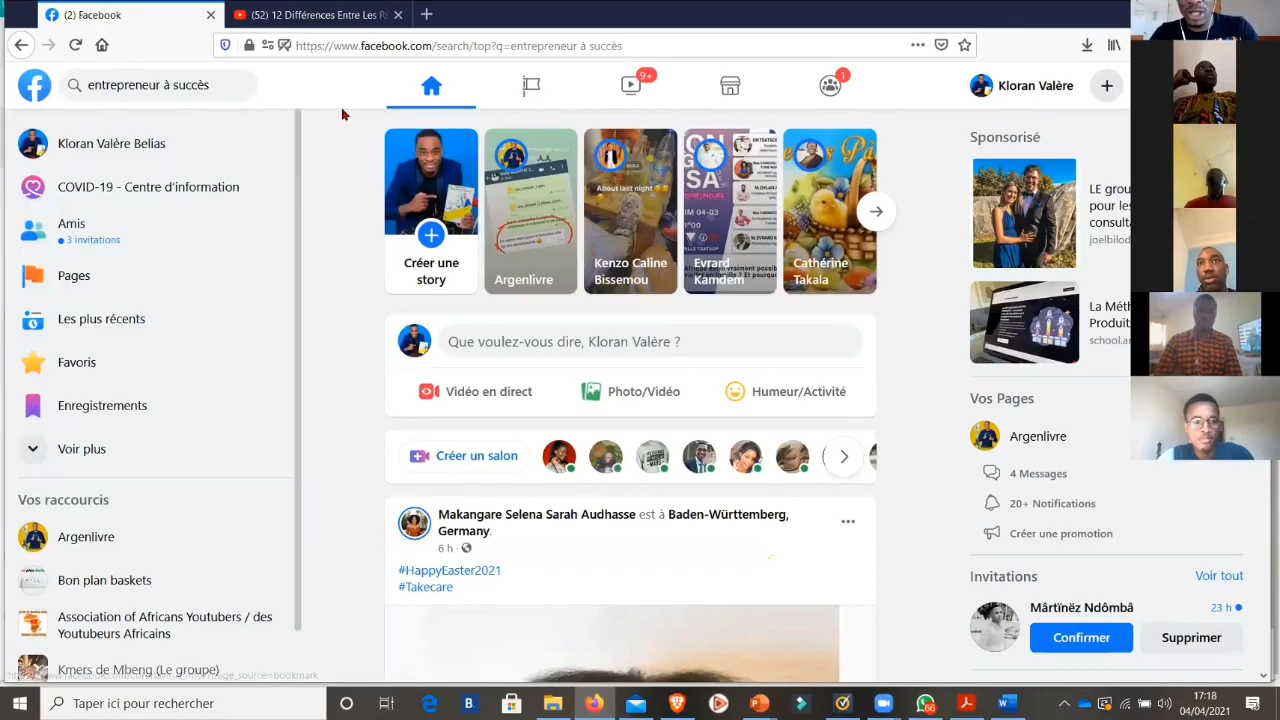 (2) Facebook
(52) 12 Différences Entre Les R
https://www.facebook.com/search/top?q=entrepreneur à succès
entrepreneur à succès
9+
1
Kloran Valère
Kloran Valère Belias
COVID-19 - Centre d'information
Amis
3 invitations
Pages
Les plus récents
Favoris
Enregistrements
Voir plus
Vos raccourcis
Argenlivre
Bon plan baskets
Association of Africans Youtubers / des
Youtubeurs Africains
Kmers de Mbeng (Le groupe)
Créer une
story
Argenlivre
About last night
Kenzo Caline
Bissemou
Evrard
Kamdem
Cathérine
Takala
Que voulez-vous dire, Kloran Valère ?
Vidéo en direct
Photo/Vidéo
Humeur/Activité
Créer un salon
Makangare Selena Sarah Audhasse est à Baden-Württemberg,
Germany.
6 h ·
#HappyEaster2021
#Takecare
Sponsorisé
LE grou
pour les
consulta
joelbilod
La Méth
Produits
school.ar
Vos Pages
Argenlivre
4 Messages
20+ Notifications
Créer une promotion
Invitations
Voir tout
Mârtïnëz Ndômbâ
23 h
Confirmer
Supprimer
Taper ici pour rechercher
66
17:18
04/04/2021